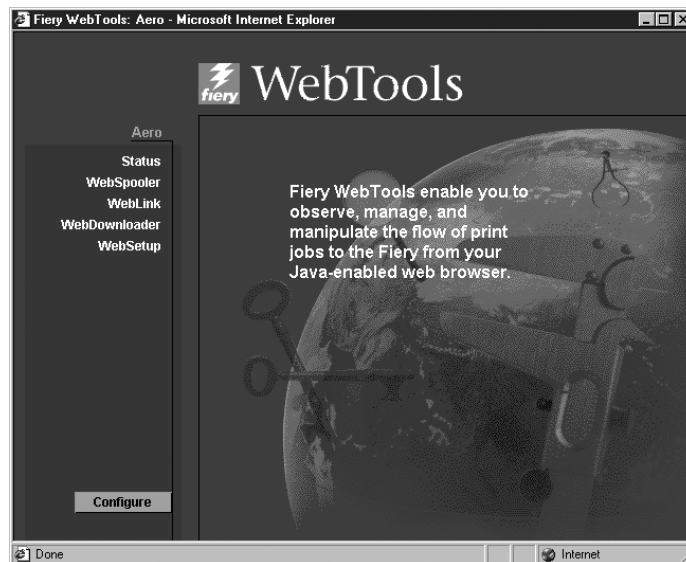 Fiery WebTools: Aero - Microsoft Internet Explorer
fiery WebTools
Aero
Status
WebSpooler
WebLink
WebDownloader
WebSetup
Fiery WebTools enable you to
observe, manage, and
manipulate the flow of print
jobs to the Fiery from your
Java-enabled web browser.
Configure
Done
Internet